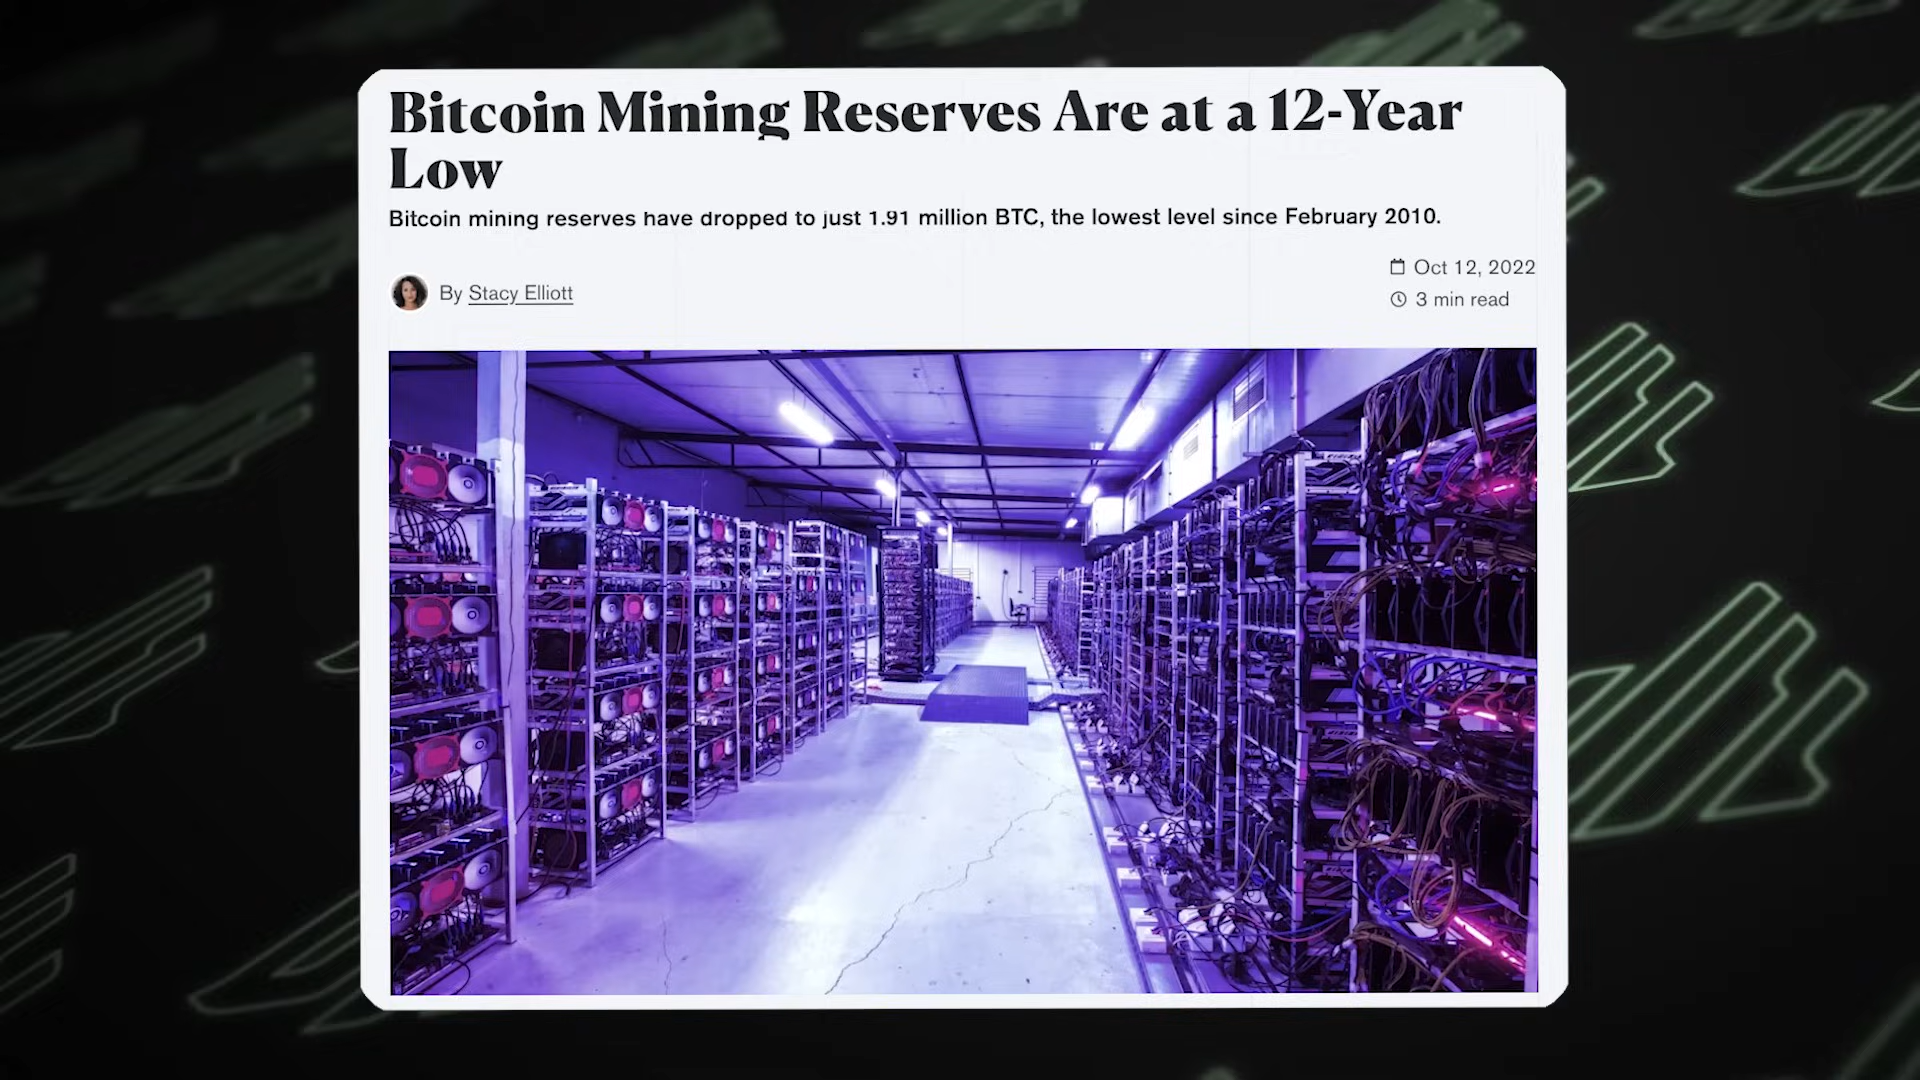 Bitcoin Mining Reserves Are at a 12-Year
Low
Bitcoin mining reserves have dropped to just 1.91 million BTC, the lowest level since February 2010.
By Stacy Elliott
Oct 12, 2022
3 min read